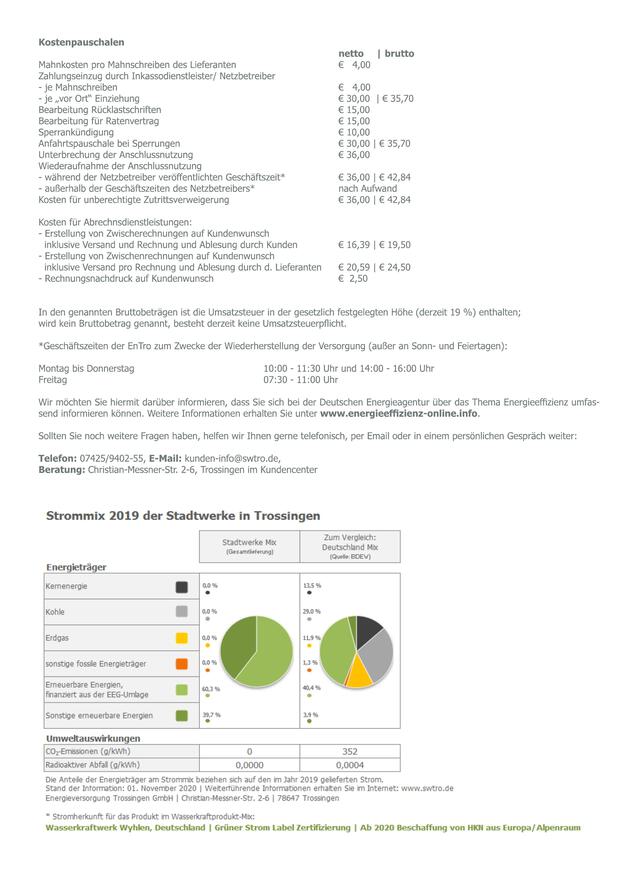 Kostenpauschalen
netto | brutto
Mahnkosten pro Mahnschreiben des Lieferanten € 4,00
Zahlungseinzug durch Inkassodienstleister/ Netzbetreiber
- je Mahnschreiben € 4,00
- je „vor Ort" Einziehung € 30,00 | € 35,70
Bearbeitung Rücklastschriften € 15,00
Bearbeitung für Ratenvertrag € 15,00
Sperrankündigung € 10,00
Anfahrtspauschale bei Sperrungen € 30,00 | € 35,70
Unterbrechung der Anschlussnutzung € 36,00
Wiederaufnahme der Anschlussnutzung
- während der Netzbetreiber veröffentlichten Geschäftszeit* € 36,00 | € 42,84
- außerhalb der Geschäftszeiten des Netzbetreibers* nach Aufwand
Kosten für unberechtigte Zutrittsverweigerung € 36,00 | € 42,84
Kosten für Abrechnsdienstleistungen:
- Erstellung von Zwischerechnungen auf Kundenwunsch
inklusive Versand und Rechnung und Ablesung durch Kunden € 16,39 | € 19,50
- Erstellung von Zwischenrechnungen auf Kundenwunsch
inklusive Versand pro Rechnung und Ablesung durch d. Lieferanten € 20,59 | € 24,50
- Rechnungsnachdruck auf Kundenwunsch € 2,50
In den genannten Bruttobeträgen ist die Umsatzsteuer in der gesetzlich festgelegten Höhe (derzeit 19 %) enthalten;
wird kein Bruttobetrag genannt, besteht derzeit keine Umsatzsteuerpflicht.
*Geschäftszeiten der EnTro zum Zwecke der Wiederherstellung der Versorgung (außer an Sonn- und Feiertagen):
Montag bis Donnerstag 10:00 - 11:30 Uhr und 14:00 - 16:00 Uhr
Freitag 07:30 - 11:00 Uhr
Wir möchten Sie hiermit darüber informieren, dass Sie sich bei der Deutschen Energieagentur über das Thema Energieeffizienz umfas-
send informieren können. Weitere Informationen erhalten Sie unter www.energieeffizienz-online.info.
Sollten Sie noch weitere Fragen haben, helfen wir Ihnen gerne telefonisch, per Email oder in einem persönlichen Gespräch weiter:
Telefon: 07425/9402-55, E-Mail: kunden-info@swtro.de,
Beratung: Christian-Messner-Str. 2-6, Trossingen im Kundencenter
Strommix 2019 der Stadtwerke in Trossingen
Stadtwerke Mix
(Gesamtlieferung)
Zum Vergleich:
Deutschland Mix
(Quelle: BDEW)
Energieträger
Kernenergie 0,0 % 13,5 %
Kohle 0,0 % 29,0 %
Erdgas 0,0 % 11,9 %
sonstige fossile Energieträger 0,0 % 1,3 %
Erneuerbare Energien,
finanziert aus der EEG-Umlage 60,3 % 40,4 %
Sonstige erneuerbare Energien 39,7 % 3,9 %
Umweltauswirkungen
CO₂-Emissionen (g/kWh) 0 352
Radioaktiver Abfall (g/kWh) 0,0000 0,0004
Die Anteile der Energieträger am Strommix beziehen sich auf den im Jahr 2019 gelieferten Strom.
Stand der Information: 01. November 2020 | Weiterführende Informationen erhalten Sie im Internet: www.swtro.de
Energieversorgung Trossingen GmbH | Christian-Messner-Str. 2-6 | 78647 Trossingen
* Stromherkunft für das Produkt im Wasserkraftprodukt-Mix:
Wasserkraftwerk Wyhlen, Deutschland | Grüner Strom Label Zertifizierung | Ab 2020 Beschaffung von HKN aus Europa/Alpenraum